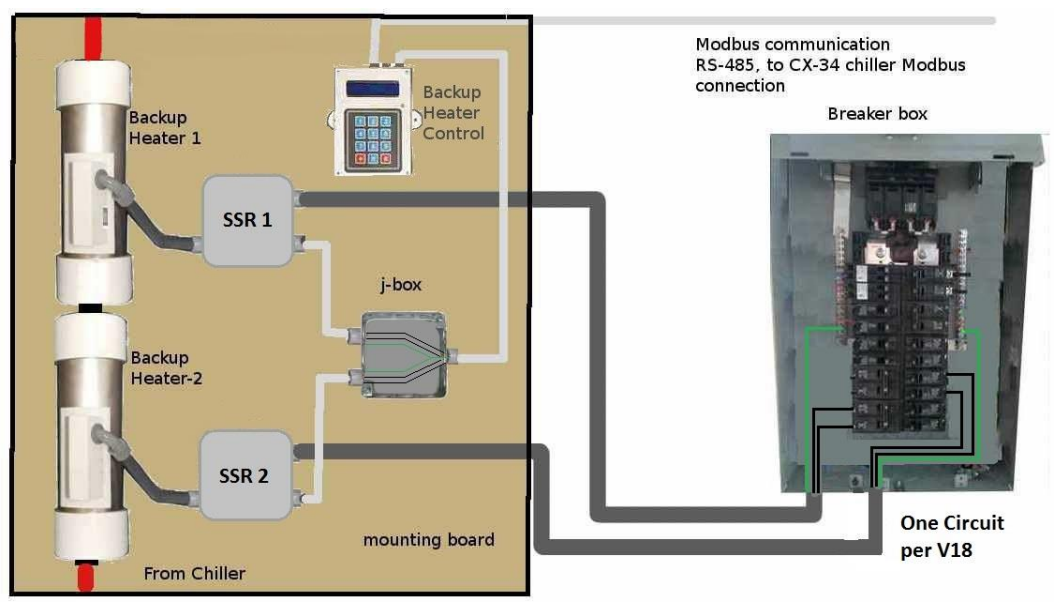 Modbus communication
RS-485, to CX-34 chiller Modbus
connection
Breaker box
Backup
Heater 1
Backup
Heater
Control
SSR 1
j-box
Backup
Heater-2
SSR 2
mounting board
From Chiller
One Circuit
per V18